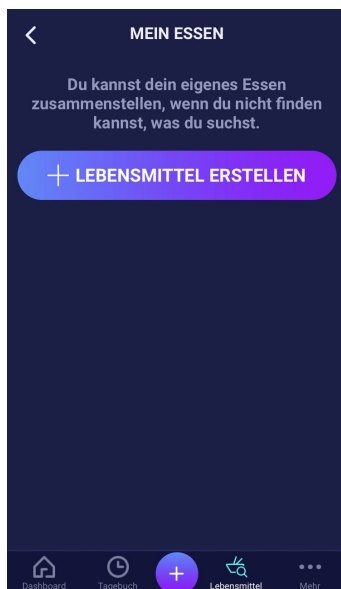 MEIN ESSEN
Du kannst dein eigenes Essen
zusammenstellen, wenn du nicht finden
kannst, was du suchst.
LEBENSMITTEL ERSTELLEN
Dashboard Tagebuch Lebensmittel Mehr